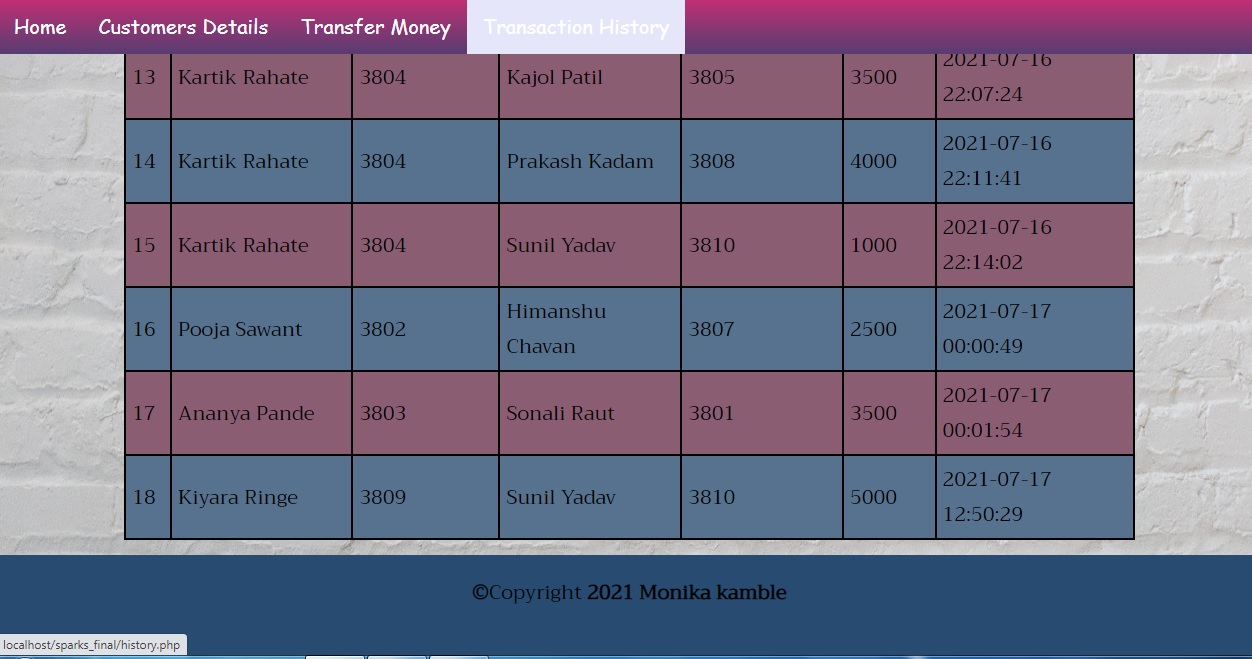 Home Customers Details Transfer Money Transaction History
13 Kartik Rahate 3804 Kajol Patil 3805 3500 2021-07-16
22:07:24
14 Kartik Rahate 3804 Prakash Kadam 3808 4000 2021-07-16
22:11:41
15 Kartik Rahate 3804 Sunil Yadav 3810 1000 2021-07-16
22:14:02
16 Pooja Sawant 3802 Himanshu
Chavan 3807 2500 2021-07-17
00:00:49
17 Ananya Pande 3803 Sonali Raut 3801 3500 2021-07-17
00:01:54
18 Kiyara Ringe 3809 Sunil Yadav 3810 5000 2021-07-17
12:50:29
©Copyright 2021 Monika kamble
localhost/sparks_final/history.php